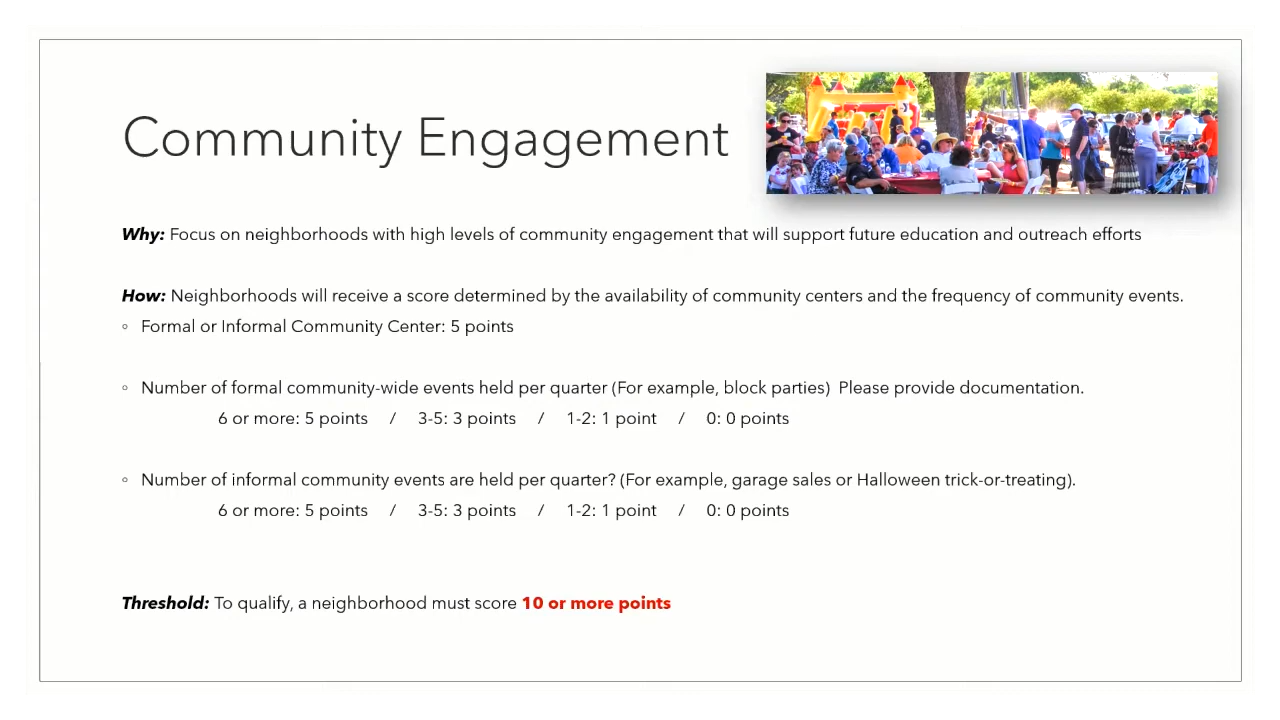 Community Engagement
Why: Focus on neighborhoods with high levels of community engagement that will support future education and outreach efforts
How: Neighborhoods will receive a score determined by the availability of community centers and the frequency of community events.
◦ Formal or Informal Community Center: 5 points
◦ Number of formal community-wide events held per quarter (For example, block parties)  Please provide documentation.
6 or more: 5 points / 3-5: 3 points / 1-2: 1 point / 0: 0 points
◦ Number of informal community events are held per quarter? (For example, garage sales or Halloween trick-or-treating).
6 or more: 5 points / 3-5: 3 points / 1-2: 1 point / 0: 0 points
Threshold: To qualify, a neighborhood must score 10 or more points